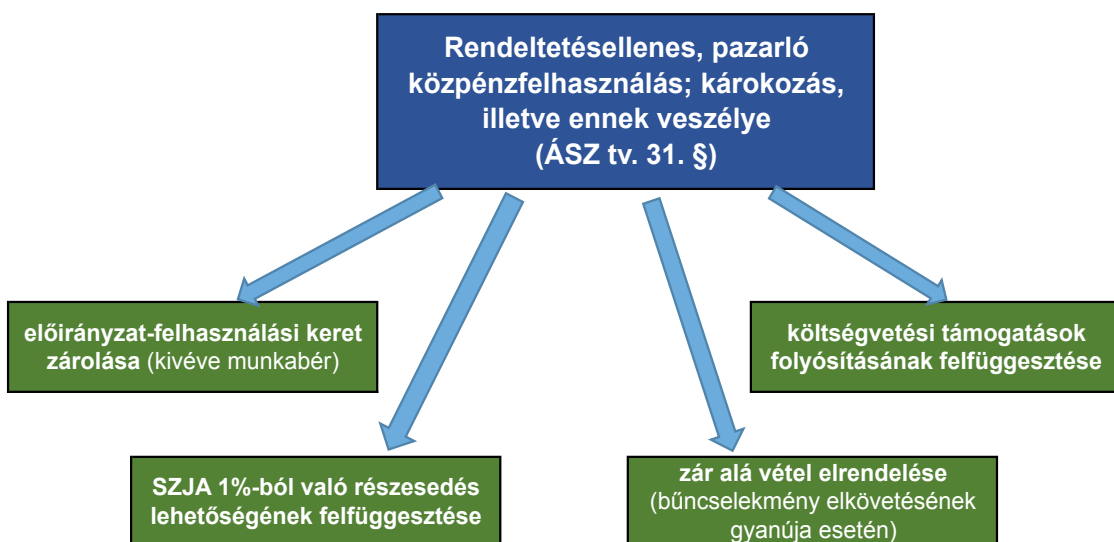 Rendeltetésellenes, pazarló
közpénzfelhasználás; károkozás,
illetve ennek veszélye
(ÁSZ tv. 31. §)
előirányzat-felhasználási keret
zárolása (kivéve munkabér)
költségvetési támogatások
folyósításának felfüggesztése
SZJA 1%-ból való részesedés
lehetőségének felfüggesztése
zár alá vétel elrendelése
(bűncselekmény elkövetésének
gyanúja esetén)